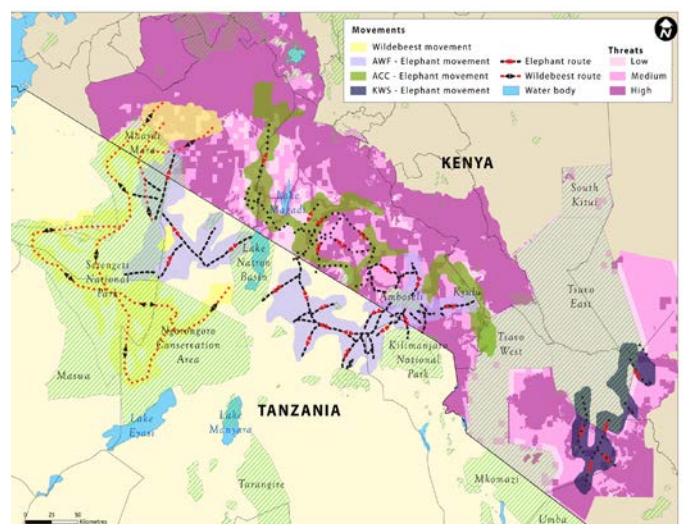 Movements
Wildebeest movement
AWF - Elephant movement
ACC - Elephant movement
KWS - Elephant movement
Elephant route
Wildebeest route
Water body
Threats
Low
Medium
High
N
Maasai
Mara
KENYA
South
Kitui
Lake
Magadi
Serengeti
National
Park
Lake
Natron
Basin
Tsavo
East
Amboseli
Kyulu
Ngorongoro
Conservation
Area
Kilimanjaro
National
Park
Tsavo
West
Maswa
TANZANIA
Lake
Eyasi
Lake
Manyara
Tarangire
Mkomazi
Umba
0 25 50
Kilometres